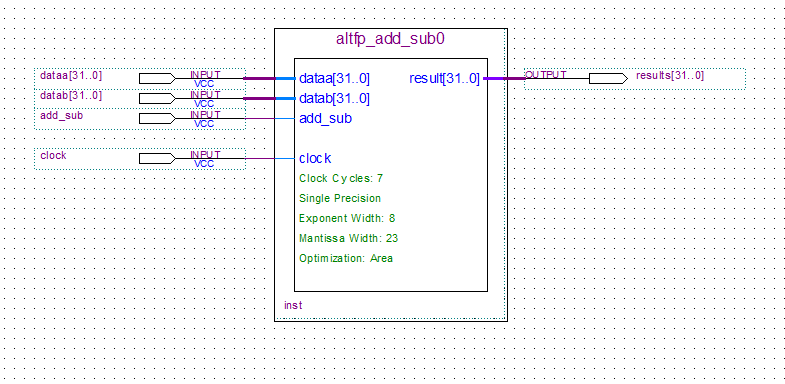 altfp_add_sub0
dataa[31..0] INPUT VCC dataa[31..0] result[31..0] OUTPUT results[31..0]
datab[31..0] INPUT VCC datab[31..0]
add_sub INPUT VCC add_sub
clock INPUT VCC clock
Clock Cycles: 7
Single Precision
Exponent Width: 8
Mantissa Width: 23
Optimization: Area
inst